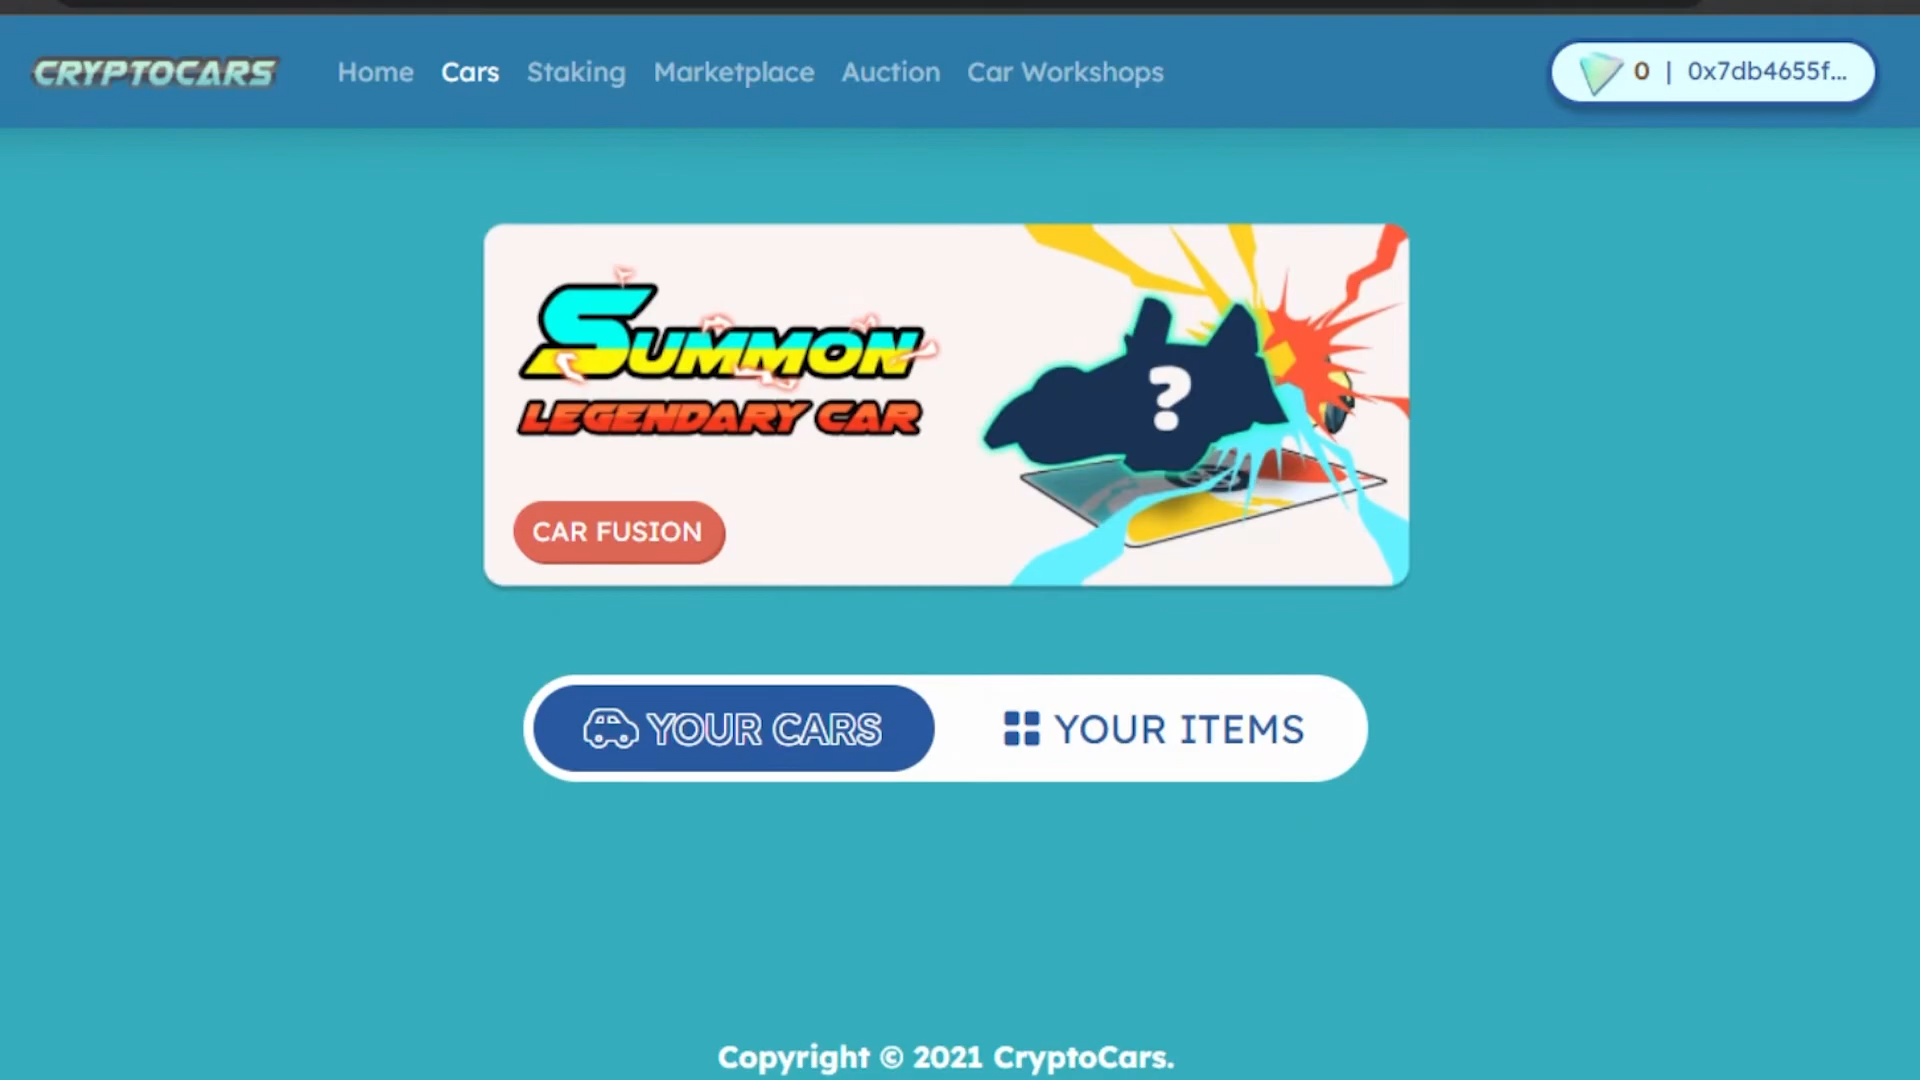 CRYPTOCARS Home Cars Staking Marketplace Auction Car Workshops 0 | 0x7db4655f...
SUMMON
LEGENDARY CAR
?
CAR FUSION
YOUR CARS YOUR ITEMS
Copyright © 2021 CryptoCars.